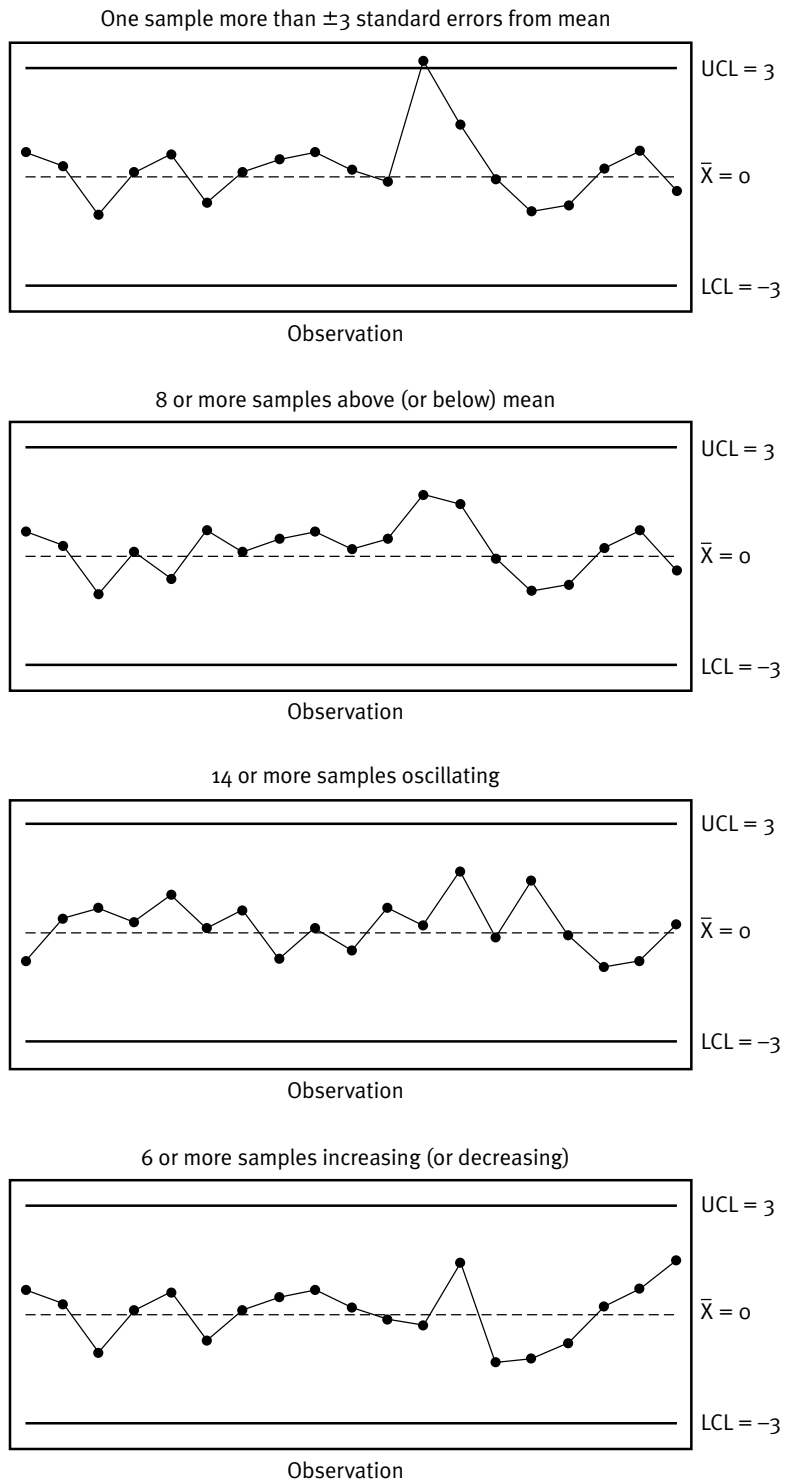 One sample more than ±3 standard errors from mean
UCL = 3
X̄ = 0
LCL = –3
Observation
8 or more samples above (or below) mean
UCL = 3
X̄ = 0
LCL = –3
Observation
14 or more samples oscillating
UCL = 3
X̄ = 0
LCL = –3
Observation
6 or more samples increasing (or decreasing)
UCL = 3
X̄ = 0
LCL = –3
Observation